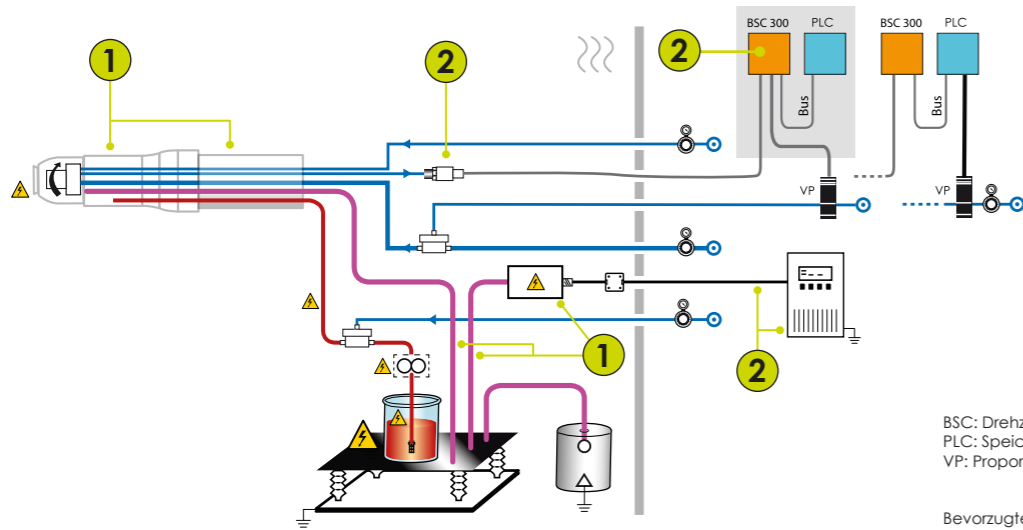 BSC 300 PLC BSC 300 PLC
1
2
2
Bus
Bus
VP
VP
1
2
BSC: Drehz
PLC: Speic
VP: Propor
Bevorzugte